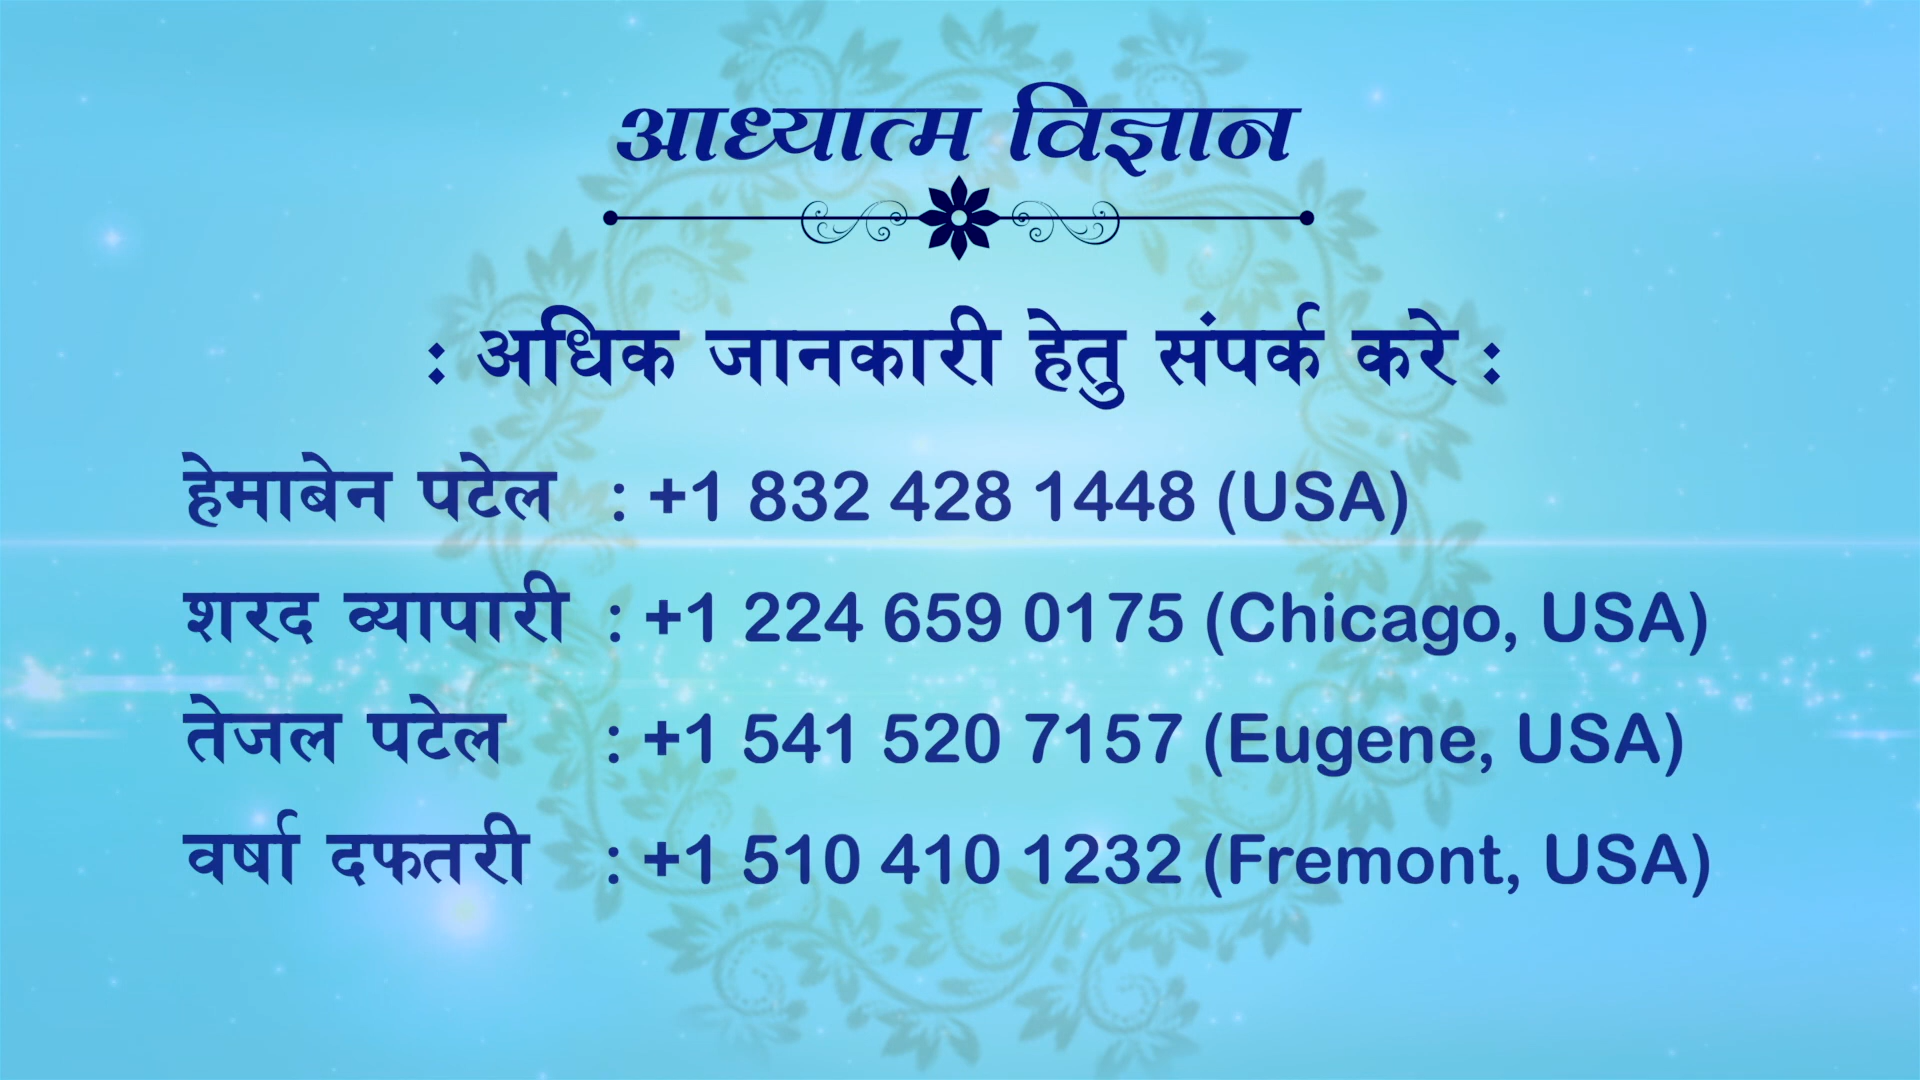 आध्यात्म विज्ञान
: अधिक जानकारी हेतु संपर्क करे :
हेमाबेन पटेल : +1 832 428 1448 (USA)
शरद व्यापारी : +1 224 659 0175 (Chicago, USA)
तेजल पटेल : +1 541 520 7157 (Eugene, USA)
वर्षा दफतरी : +1 510 410 1232 (Fremont, USA)